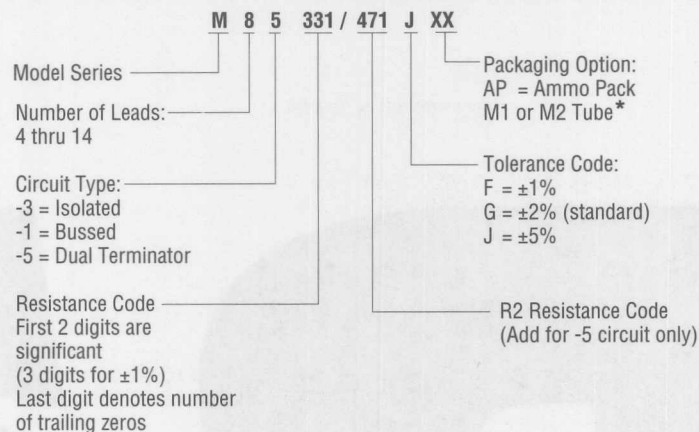 M 8 5 331 / 471 J XX
Model Series
Number of Leads:
4 thru 14
Circuit Type:
-3 = Isolated
-1 = Bussed
-5 = Dual Terminator
Resistance Code
First 2 digits are
significant
(3 digits for ±1%)
Last digit denotes number
of trailing zeros
Packaging Option:
AP = Ammo Pack
M1 or M2 Tube*
Tolerance Code:
F = ±1%
G = ±2% (standard)
J = ±5%
R2 Resistance Code
(Add for -5 circuit only)